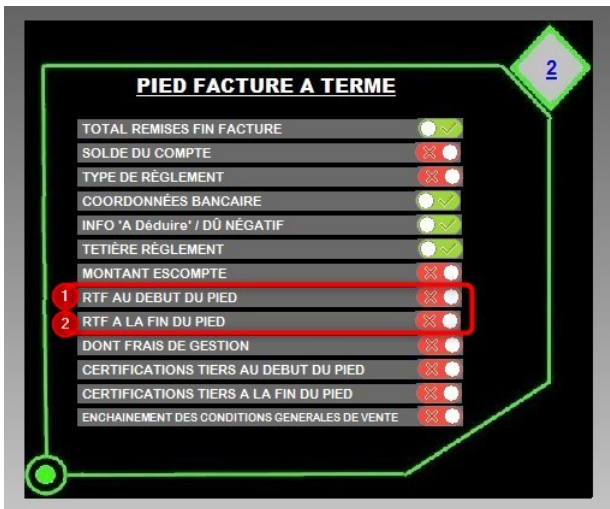 2
PIED FACTURE A TERME
TOTAL REMISES FIN FACTURE
SOLDE DU COMPTE
TYPE DE RÈGLEMENT
COORDONNÉES BANCAIRE
INFO 'A Déduire' / DÛ NÉGATIF
TETIÈRE RÈGLEMENT
MONTANT ESCOMPTE
1 RTF AU DEBUT DU PIED
2 RTF A LA FIN DU PIED
DONT FRAIS DE GESTION
CERTIFICATIONS TIERS AU DEBUT DU PIED
CERTIFICATIONS TIERS A LA FIN DU PIED
ENCHAINEMENT DES CONDITIONS GENERALES DE VENTE